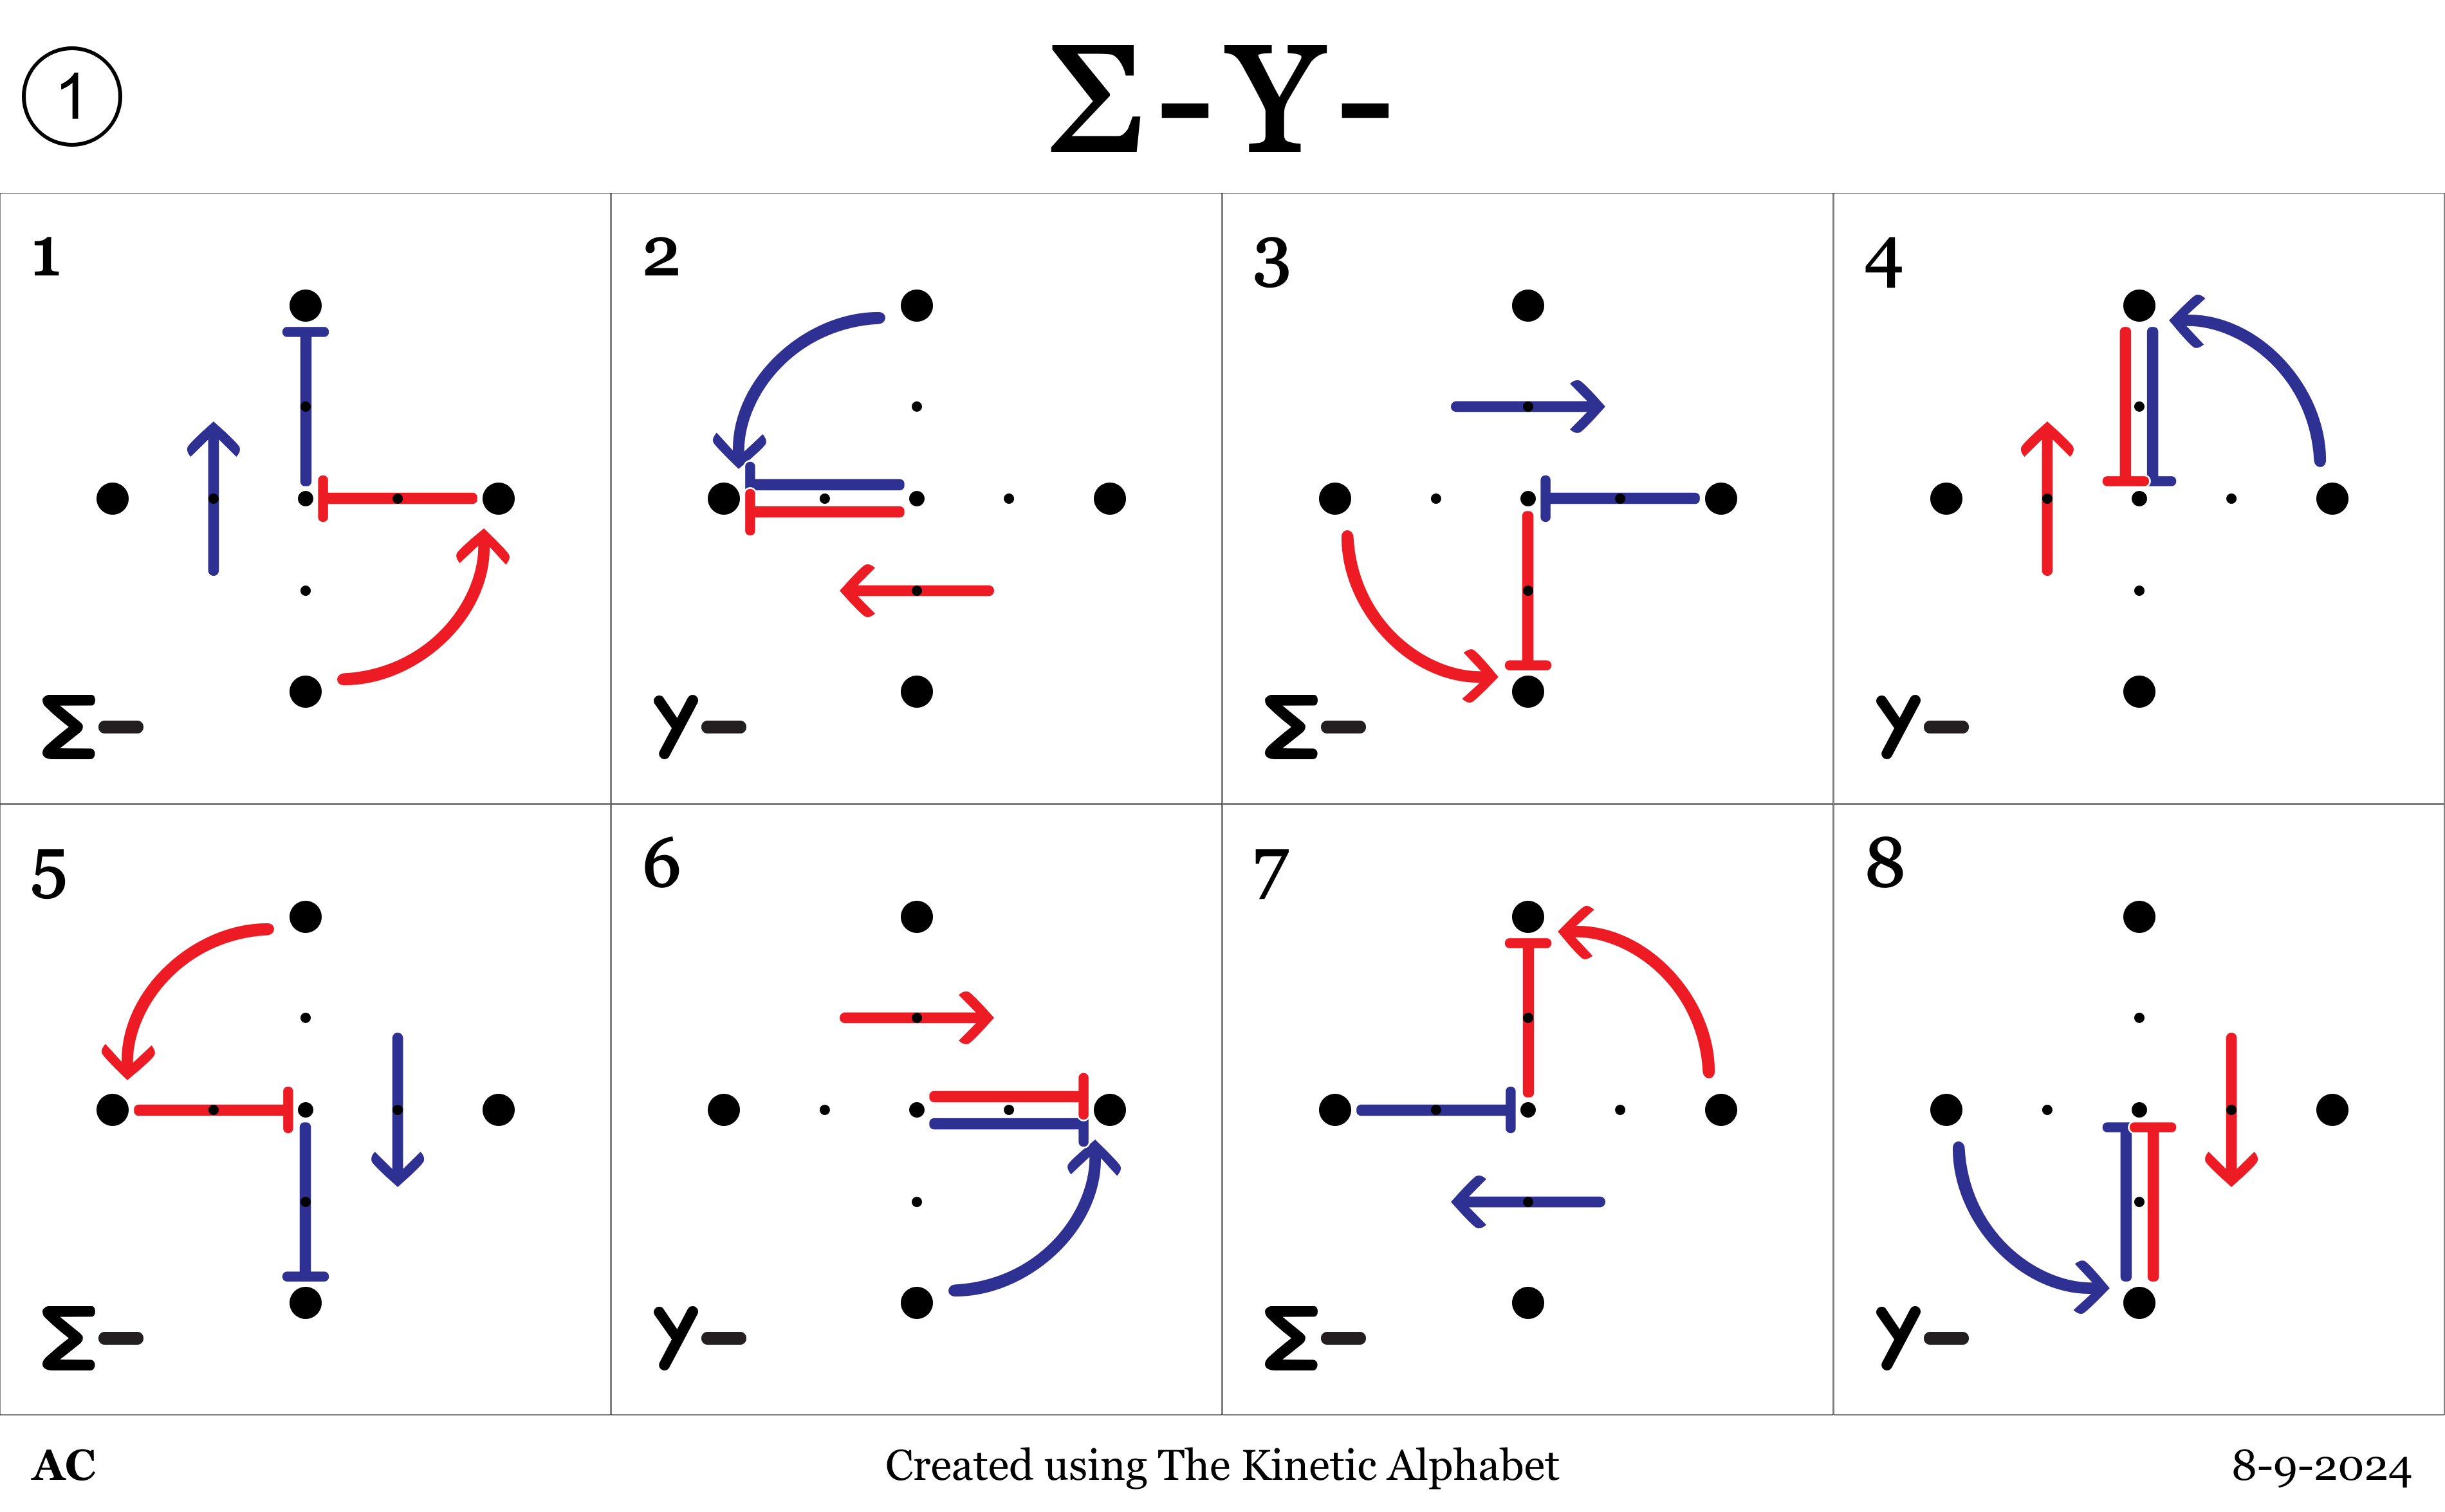 1
Σ-Y-
1
Σ-
2
Y-
3
Σ-
4
Y-
5
Σ-
6
Y-
7
Σ-
8
Y-
AC
Created using The Kinetic Alphabet
8-9-2024